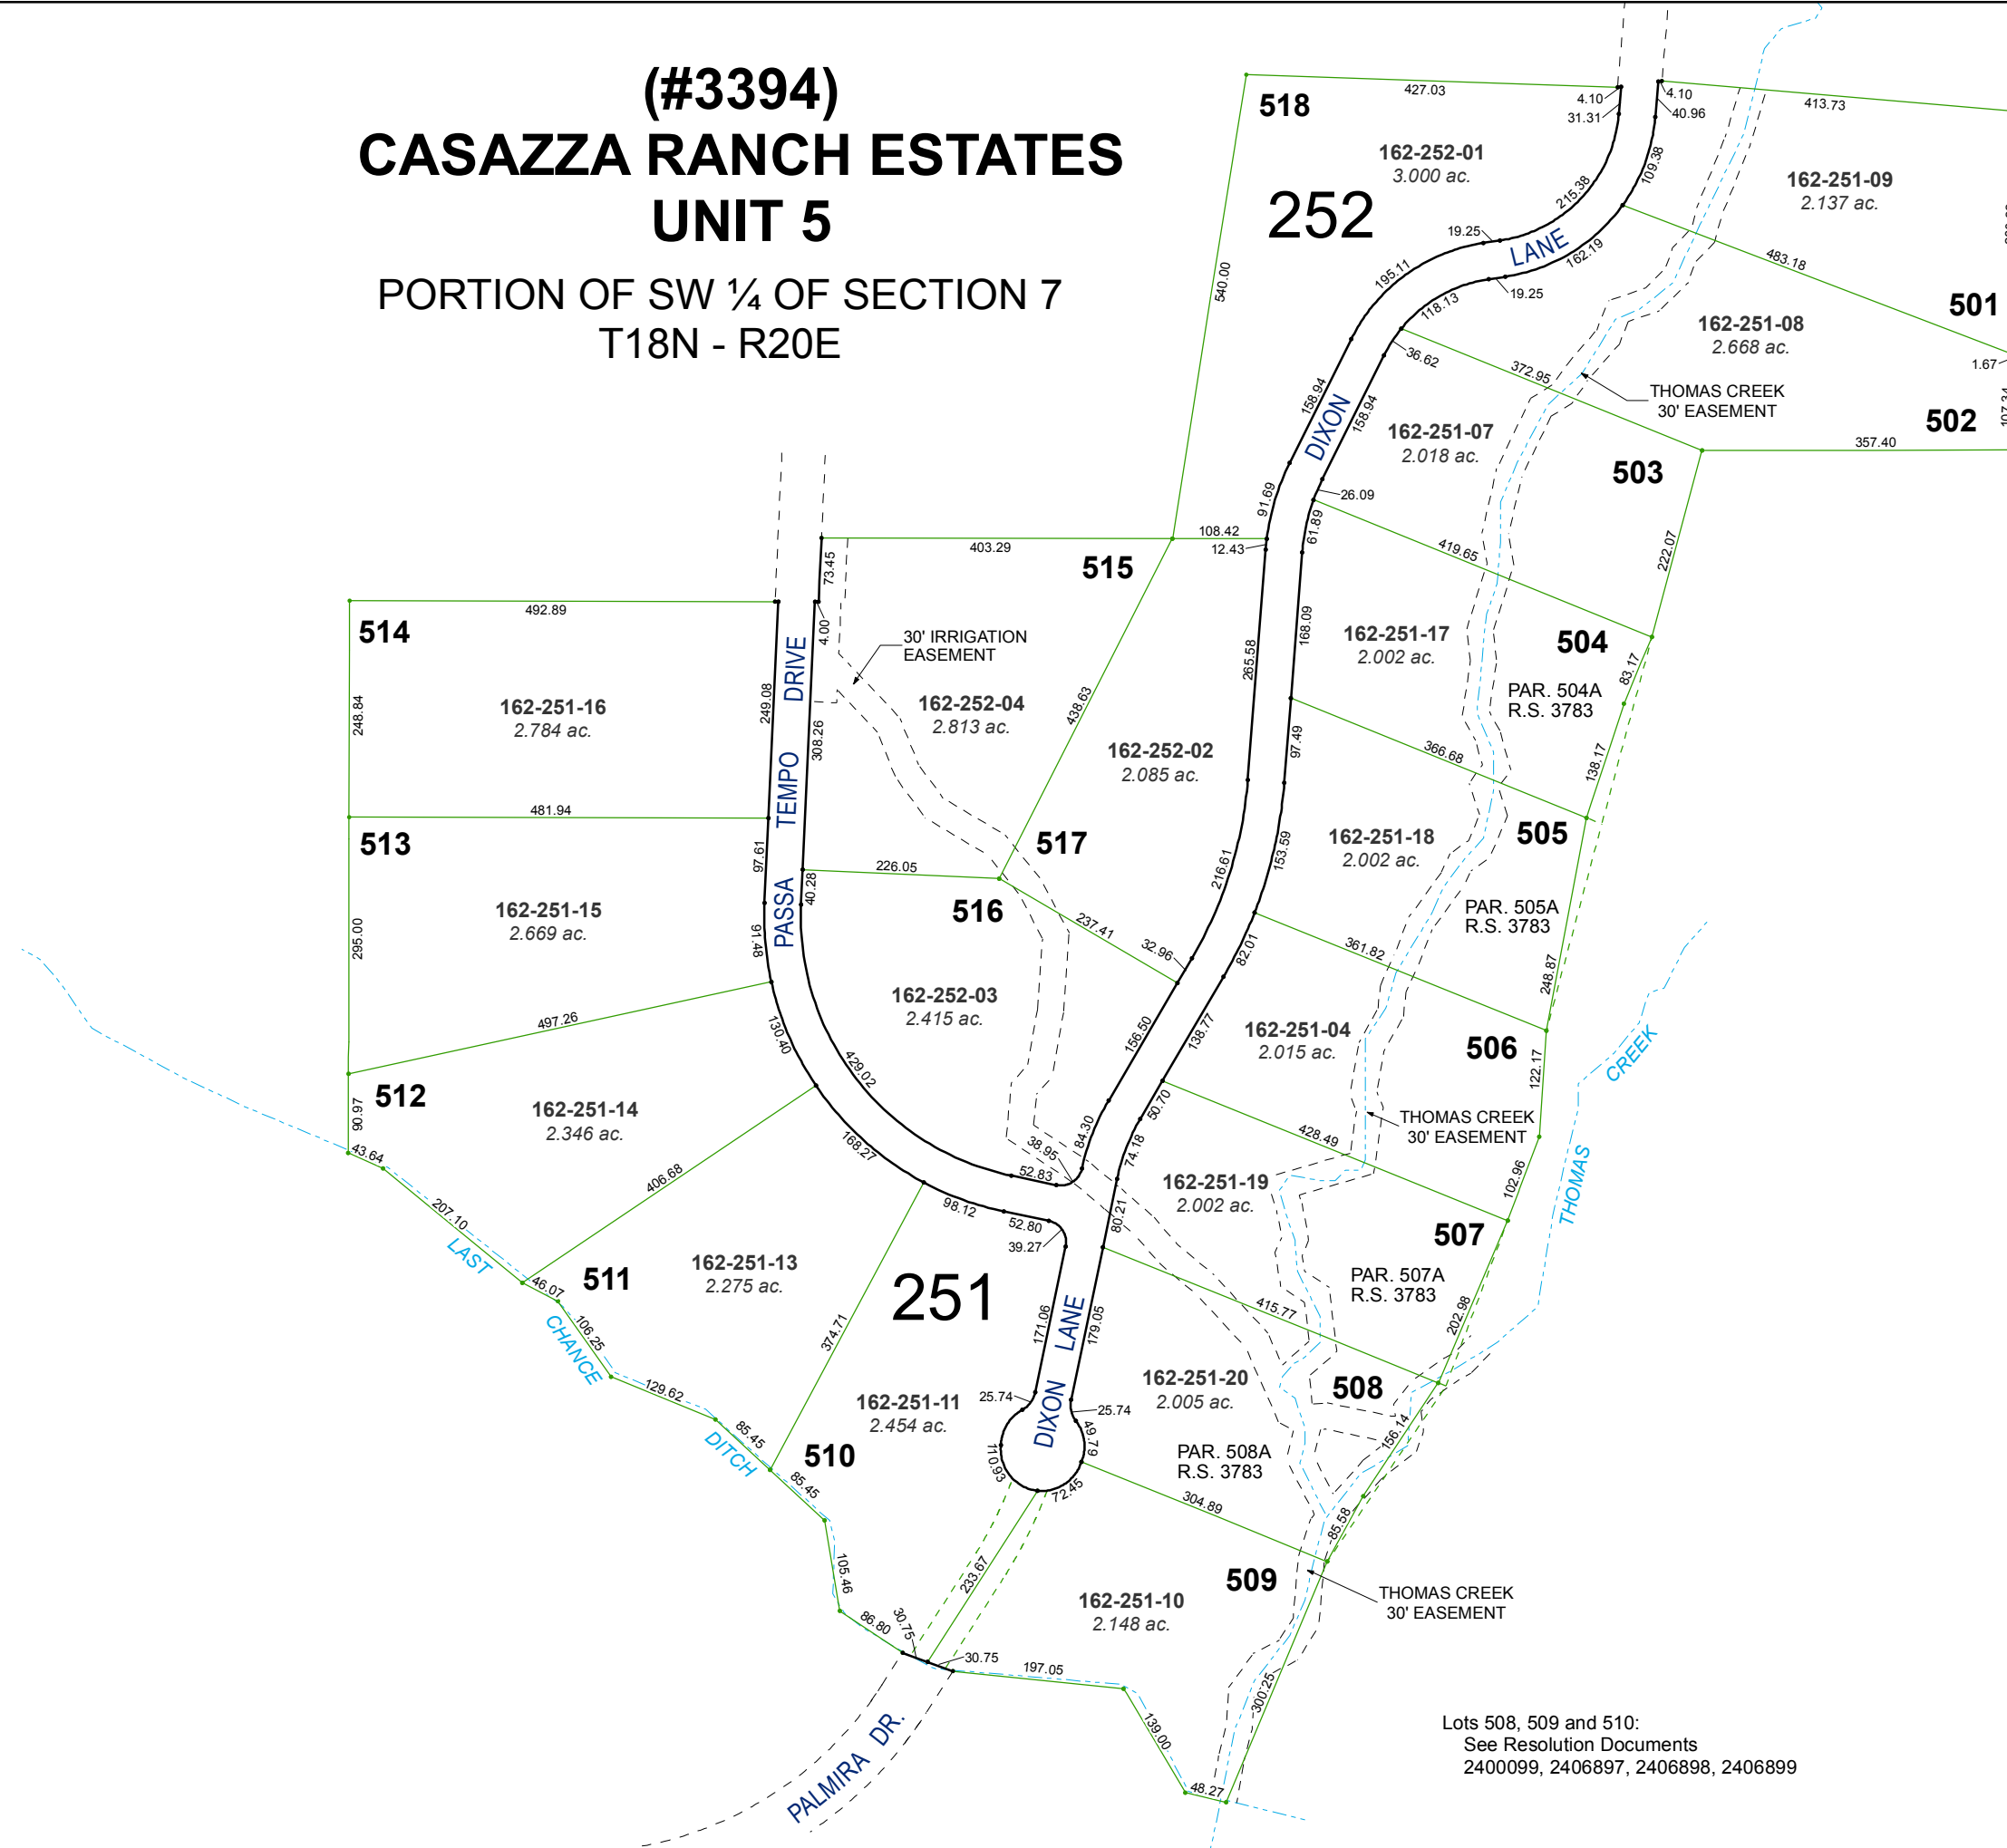 (#3394)
CASAZZA RANCH ESTATES
UNIT 5
PORTION OF SW ¼ OF SECTION 7
T18N - R20E
518
427.03
4.10
31.31
4.10
40.96
413.73
162-252-01
3.000 ac.
252
215.38
109.38
162-251-09
2.137 ac.
19.25
LANE
162.19
483.18
540.00
195.11
19.25
118.13
501
162-251-08
2.668 ac.
36.62
372.95
1.67
THOMAS CREEK
30' EASEMENT
158.94
DIXON
158.94
502
162-251-07
2.018 ac.
357.40
503
91.69
26.09
61.89
108.42
12.43
403.29
515
73.45
419.65
222.07
514
492.89
4.00
30' IRRIGATION
EASEMENT
168.09
162-251-17
2.002 ac.
504
265.58
83.17
PAR. 504A
R.S. 3783
248.84
162-251-16
2.784 ac.
249.08
DRIVE
308.26
162-252-04
2.813 ac.
438.63
162-252-02
2.085 ac.
97.49
366.68
138.17
TEMPO
481.94
513
517
162-251-18
2.002 ac.
505
153.59
216.61
97.61
PASSA
40.28
226.05
516
237.41
32.96
PAR. 505A
R.S. 3783
162-251-15
2.669 ac.
295.00
91.48
82.01
361.82
248.87
497.26
130.40
162-252-03
2.415 ac.
156.50
138.77
162-251-04
2.015 ac.
506
CREEK
429.02
512
90.97
43.64
162-251-14
2.346 ac.
122.17
50.70
84.30
THOMAS CREEK
30' EASEMENT
428.49
168.27
38.95
74.18
52.83
406.68
162-251-19
2.002 ac.
102.96
THOMAS
207.10
LAST
98.12
52.80
39.27
80.21
507
162-251-13
2.275 ac.
46.07
511
251
PAR. 507A
R.S. 3783
415.77
202.98
106.25
CHANCE
374.71
171.06
LANE
179.05
129.62
162-251-20
2.005 ac.
508
162-251-11
2.454 ac.
25.74
DIXON
25.74
49.79
85.45
DITCH
510
110.93
72.45
156.14
PAR. 508A
R.S. 3783
85.45
304.89
85.58
105.46
233.67
509
162-251-10
2.148 ac.
THOMAS CREEK
30' EASEMENT
86.80
30.75
30.75
197.05
300.25
139.00
48.27
PALMIRA DR.
Lots 508, 509 and 510:
See Resolution Documents
2400099, 2406897, 2406898, 2406899